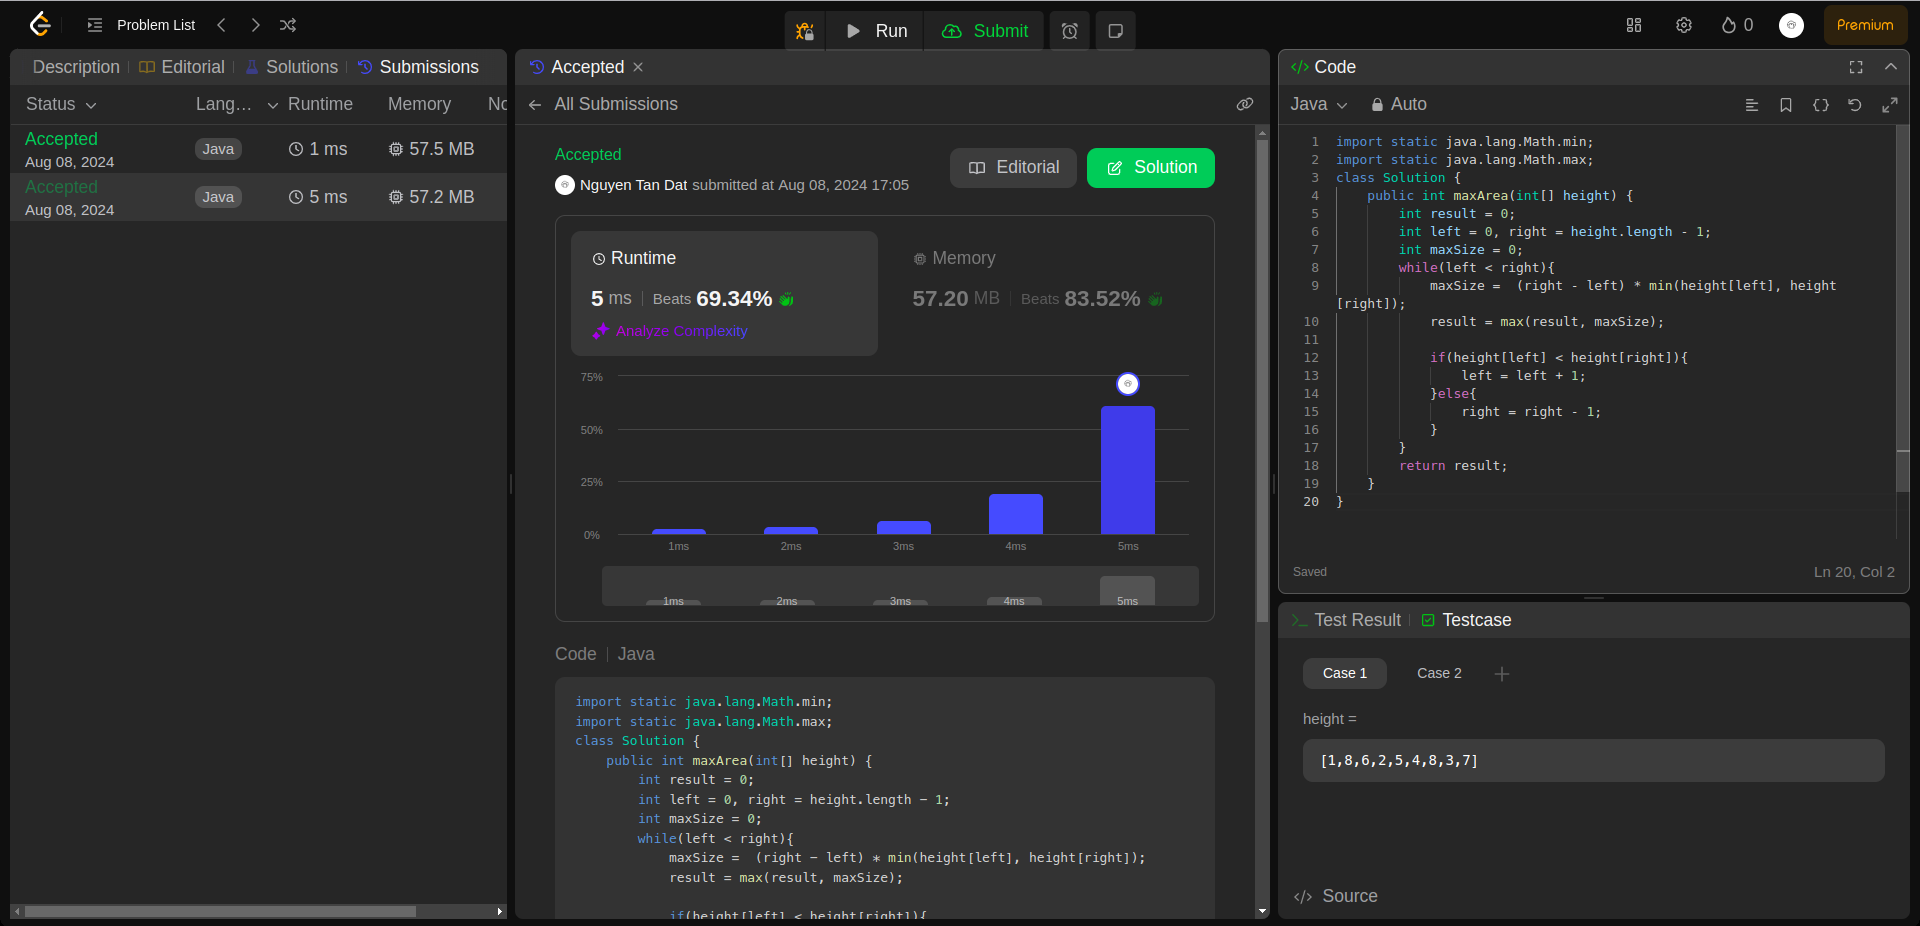 Problem List
Run
Submit
0
Premium
Description
Editorial
Solutions
Submissions
Status
Lang...
Runtime
Memory
No
Accepted
Aug 08, 2024
Java
1 ms
57.5 MB
Accepted
Aug 08, 2024
Java
5 ms
57.2 MB
Accepted
All Submissions
Accepted
Nguyen Tan Dat submitted at Aug 08, 2024 17:05
Editorial
Solution
Runtime
5 ms
Beats 69.34%
Analyze Complexity
Memory
57.20 MB
Beats 83.52%
75%
50%
25%
0%
1ms
2ms
3ms
4ms
5ms
1ms
2ms
3ms
4ms
5ms
Code
Java
import static java.lang.Math.min;
import static java.lang.Math.max;
class Solution {
    public int maxArea(int[] height) {
        int result = 0;
        int left = 0, right = height.length - 1;
        int maxSize = 0;
        while(left < right){
            maxSize =  (right - left) * min(height[left], height[right]);
            result = max(result, maxSize);
            if(height[left] < height[right]){
Code
Java
Auto
1 import static java.lang.Math.min;
2 import static java.lang.Math.max;
3 class Solution {
4     public int maxArea(int[] height) {
5         int result = 0;
6         int left = 0, right = height.length - 1;
7         int maxSize = 0;
8         while(left < right){
9             maxSize =  (right - left) * min(height[left], height
[right]);
10             result = max(result, maxSize);
11
12             if(height[left] < height[right]){
13                 left = left + 1;
14             }else{
15                 right = right - 1;
16             }
17         }
18         return result;
19     }
20 }
Saved
Ln 20, Col 2
Test Result
Testcase
Case 1
Case 2
height =
[1,8,6,2,5,4,8,3,7]
Source